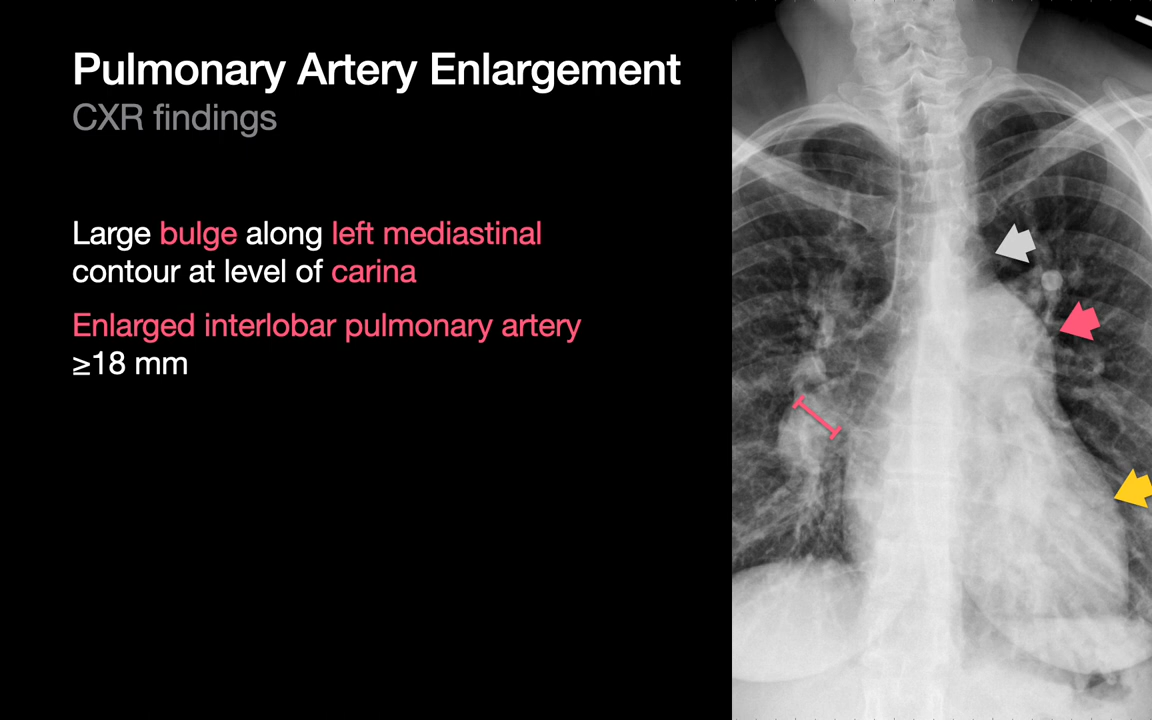 Pulmonary Artery Enlargement
CXR findings
Large bulge along left mediastinal
contour at level of carina
Enlarged interlobar pulmonary artery
≥18 mm